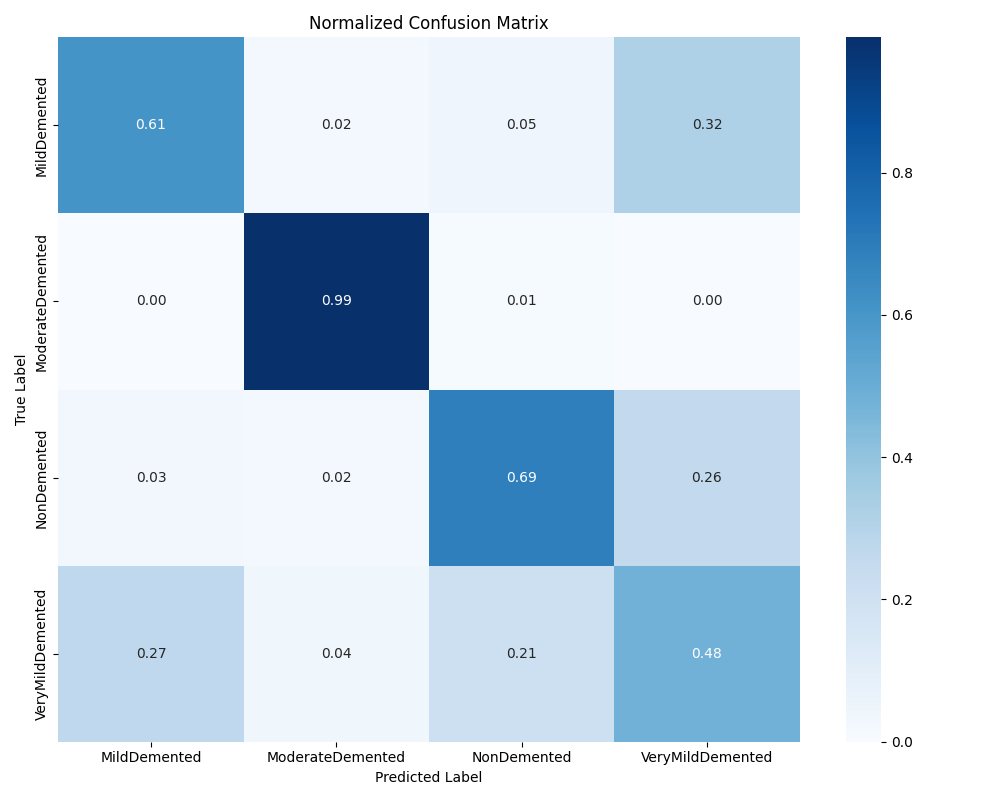 Normalized Confusion Matrix
True Label
MildDemented
0.61 0.02 0.05 0.32
ModerateDemented
0.00 0.99 0.01 0.00
NonDemented
0.03 0.02 0.69 0.26
VeryMildDemented
0.27 0.04 0.21 0.48
MildDemented ModerateDemented NonDemented VeryMildDemented
Predicted Label
0.8
0.6
0.4
0.2
0.0